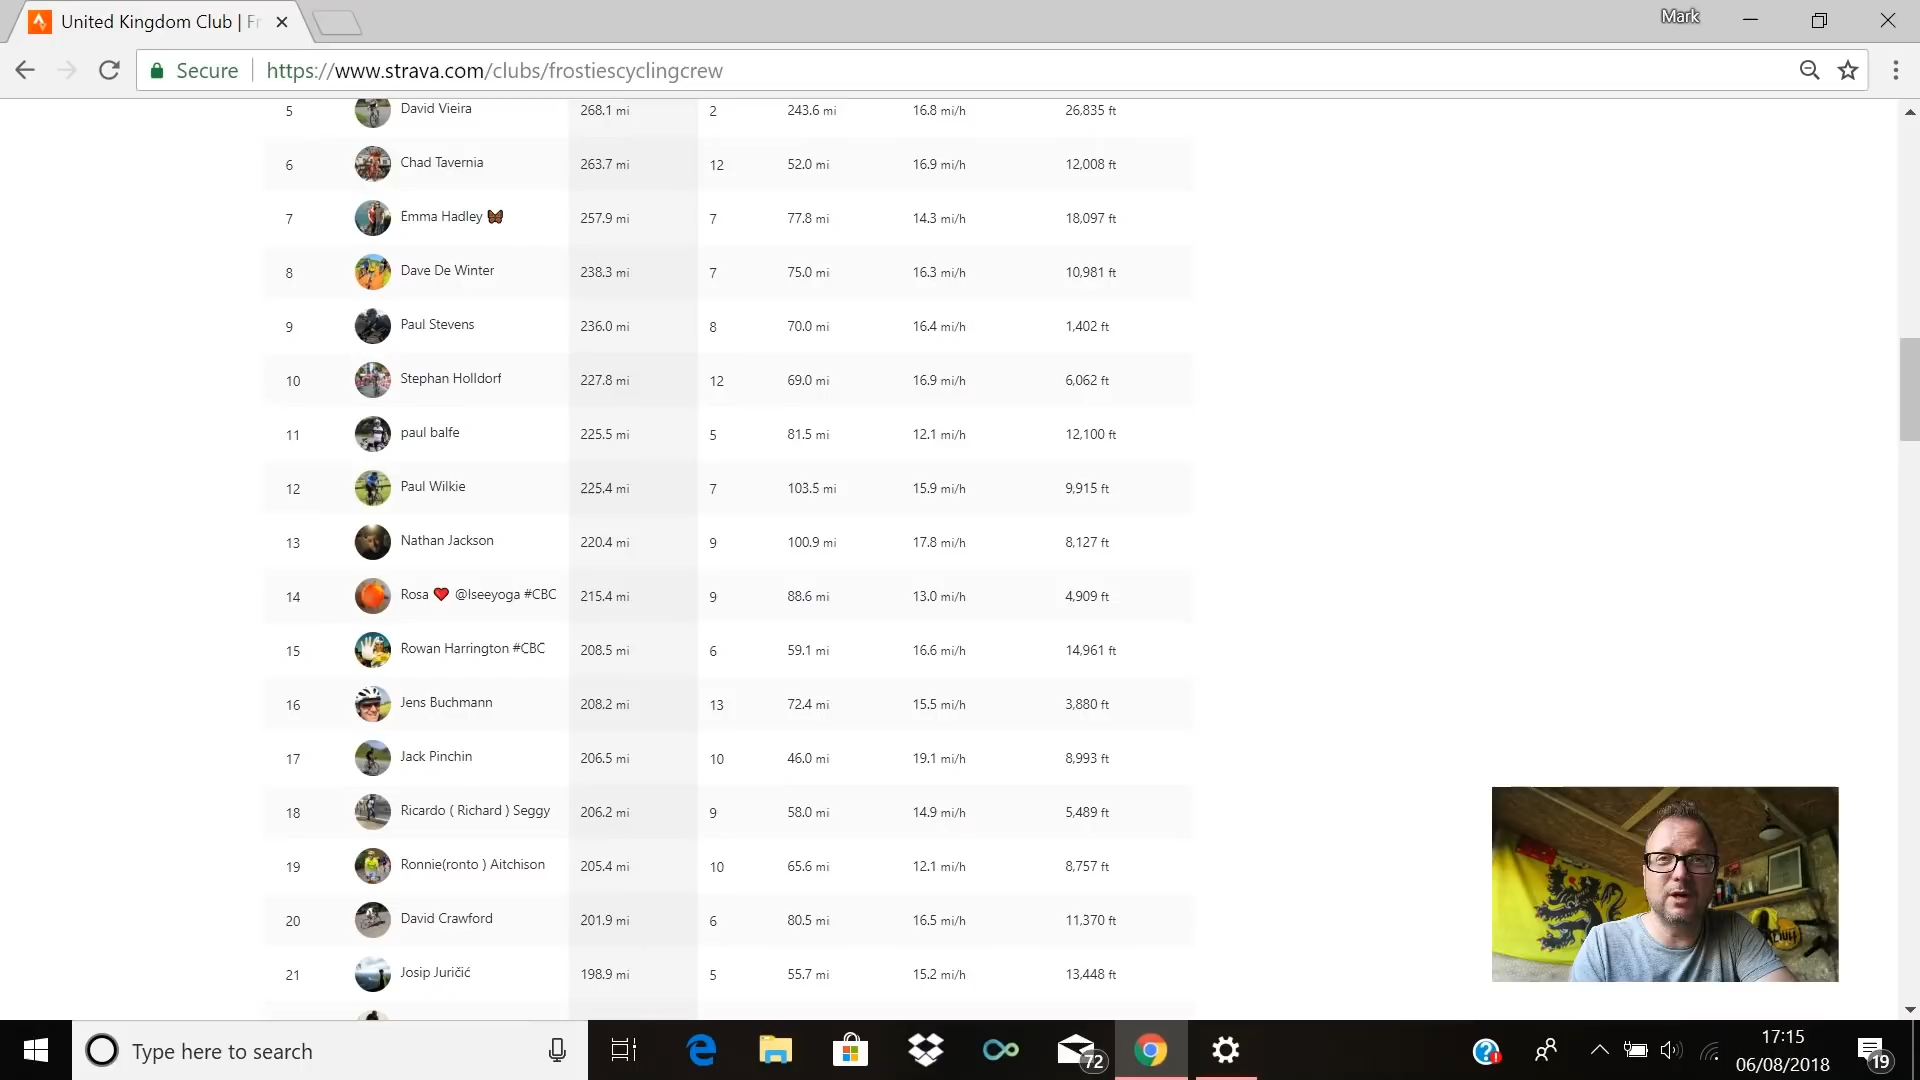 United Kingdom Club | Fr
Mark
Secure
https://www.strava.com/clubs/frostiescyclingcrew
5 David Vieira 268.1 mi 2 243.6 mi 16.8 mi/h 26,835 ft
6 Chad Tavernia 263.7 mi 12 52.0 mi 16.9 mi/h 12,008 ft
7 Emma Hadley 257.9 mi 7 77.8 mi 14.3 mi/h 18,097 ft
8 Dave De Winter 238.3 mi 7 75.0 mi 16.3 mi/h 10,981 ft
9 Paul Stevens 236.0 mi 8 70.0 mi 16.4 mi/h 1,402 ft
10 Stephan Holldorf 227.8 mi 12 69.0 mi 16.9 mi/h 6,062 ft
11 paul balfe 225.5 mi 5 81.5 mi 12.1 mi/h 12,100 ft
12 Paul Wilkie 225.4 mi 7 103.5 mi 15.9 mi/h 9,915 ft
13 Nathan Jackson 220.4 mi 9 100.9 mi 17.8 mi/h 8,127 ft
14 Rosa ❤ @Iseeyoga #CBC 215.4 mi 9 88.6 mi 13.0 mi/h 4,909 ft
15 Rowan Harrington #CBC 208.5 mi 6 59.1 mi 16.6 mi/h 14,961 ft
16 Jens Buchmann 208.2 mi 13 72.4 mi 15.5 mi/h 3,880 ft
17 Jack Pinchin 206.5 mi 10 46.0 mi 19.1 mi/h 8,993 ft
18 Ricardo ( Richard ) Seggy 206.2 mi 9 58.0 mi 14.9 mi/h 5,489 ft
19 Ronnie(ronto ) Aitchison 205.4 mi 10 65.6 mi 12.1 mi/h 8,757 ft
20 David Crawford 201.9 mi 6 80.5 mi 16.5 mi/h 11,370 ft
21 Josip Juričić 198.9 mi 5 55.7 mi 15.2 mi/h 13,448 ft
Type here to search
72
17:15
06/08/2018
19